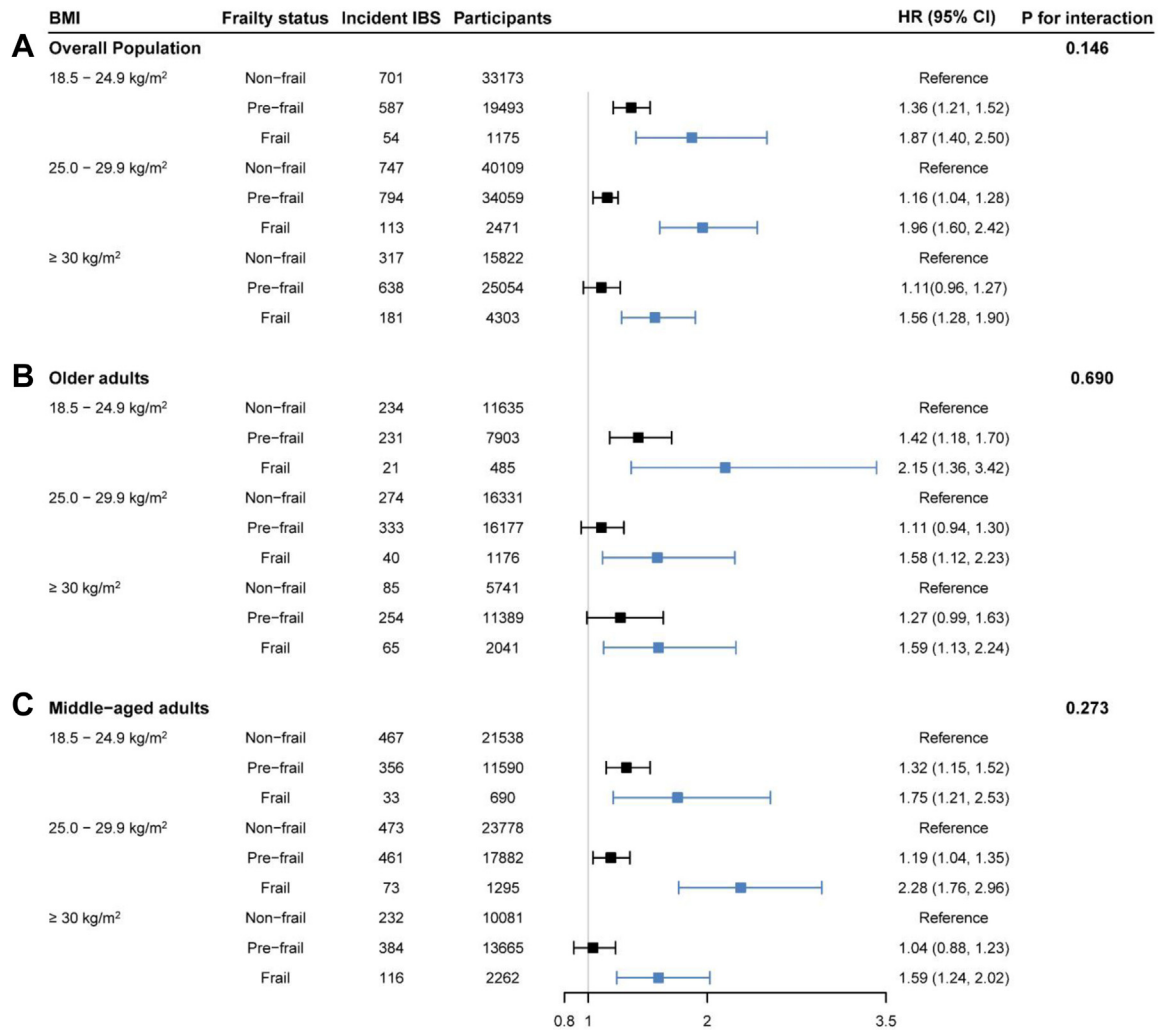 BMI Frailty status Incident IBS Participants HR (95% CI) P for interaction
A Overall Population 0.146
18.5 − 24.9 kg/m² Non−frail 701 33173 Reference
Pre−frail 587 19493 1.36 (1.21, 1.52)
Frail 54 1175 1.87 (1.40, 2.50)
25.0 − 29.9 kg/m² Non−frail 747 40109 Reference
Pre−frail 794 34059 1.16 (1.04, 1.28)
Frail 113 2471 1.96 (1.60, 2.42)
≥ 30 kg/m² Non−frail 317 15822 Reference
Pre−frail 638 25054 1.11(0.96, 1.27)
Frail 181 4303 1.56 (1.28, 1.90)
B Older adults 0.690
18.5 − 24.9 kg/m² Non−frail 234 11635 Reference
Pre−frail 231 7903 1.42 (1.18, 1.70)
Frail 21 485 2.15 (1.36, 3.42)
25.0 − 29.9 kg/m² Non−frail 274 16331 Reference
Pre−frail 333 16177 1.11 (0.94, 1.30)
Frail 40 1176 1.58 (1.12, 2.23)
≥ 30 kg/m² Non−frail 85 5741 Reference
Pre−frail 254 11389 1.27 (0.99, 1.63)
Frail 65 2041 1.59 (1.13, 2.24)
C Middle−aged adults 0.273
18.5 − 24.9 kg/m² Non−frail 467 21538 Reference
Pre−frail 356 11590 1.32 (1.15, 1.52)
Frail 33 690 1.75 (1.21, 2.53)
25.0 − 29.9 kg/m² Non−frail 473 23778 Reference
Pre−frail 461 17882 1.19 (1.04, 1.35)
Frail 73 1295 2.28 (1.76, 2.96)
≥ 30 kg/m² Non−frail 232 10081 Reference
Pre−frail 384 13665 1.04 (0.88, 1.23)
Frail 116 2262 1.59 (1.24, 2.02)
0.8 1 2 3.5